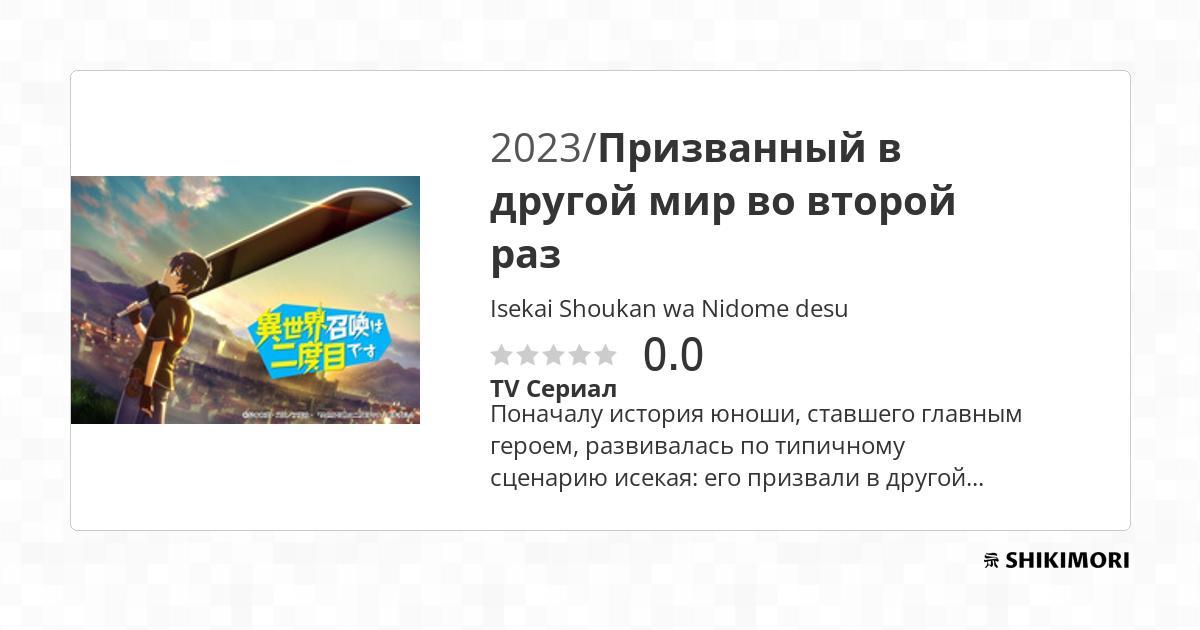 2023/Призванный в
другой мир во второй
раз
Isekai Shoukan wa Nidome desu
0.0
TV Сериал
Поначалу история юноши, ставшего главным
героем, развивалась по типичному
сценарию исекая: его призвали в другой...
異世界召喚は
二度目です
SHIKIMORI